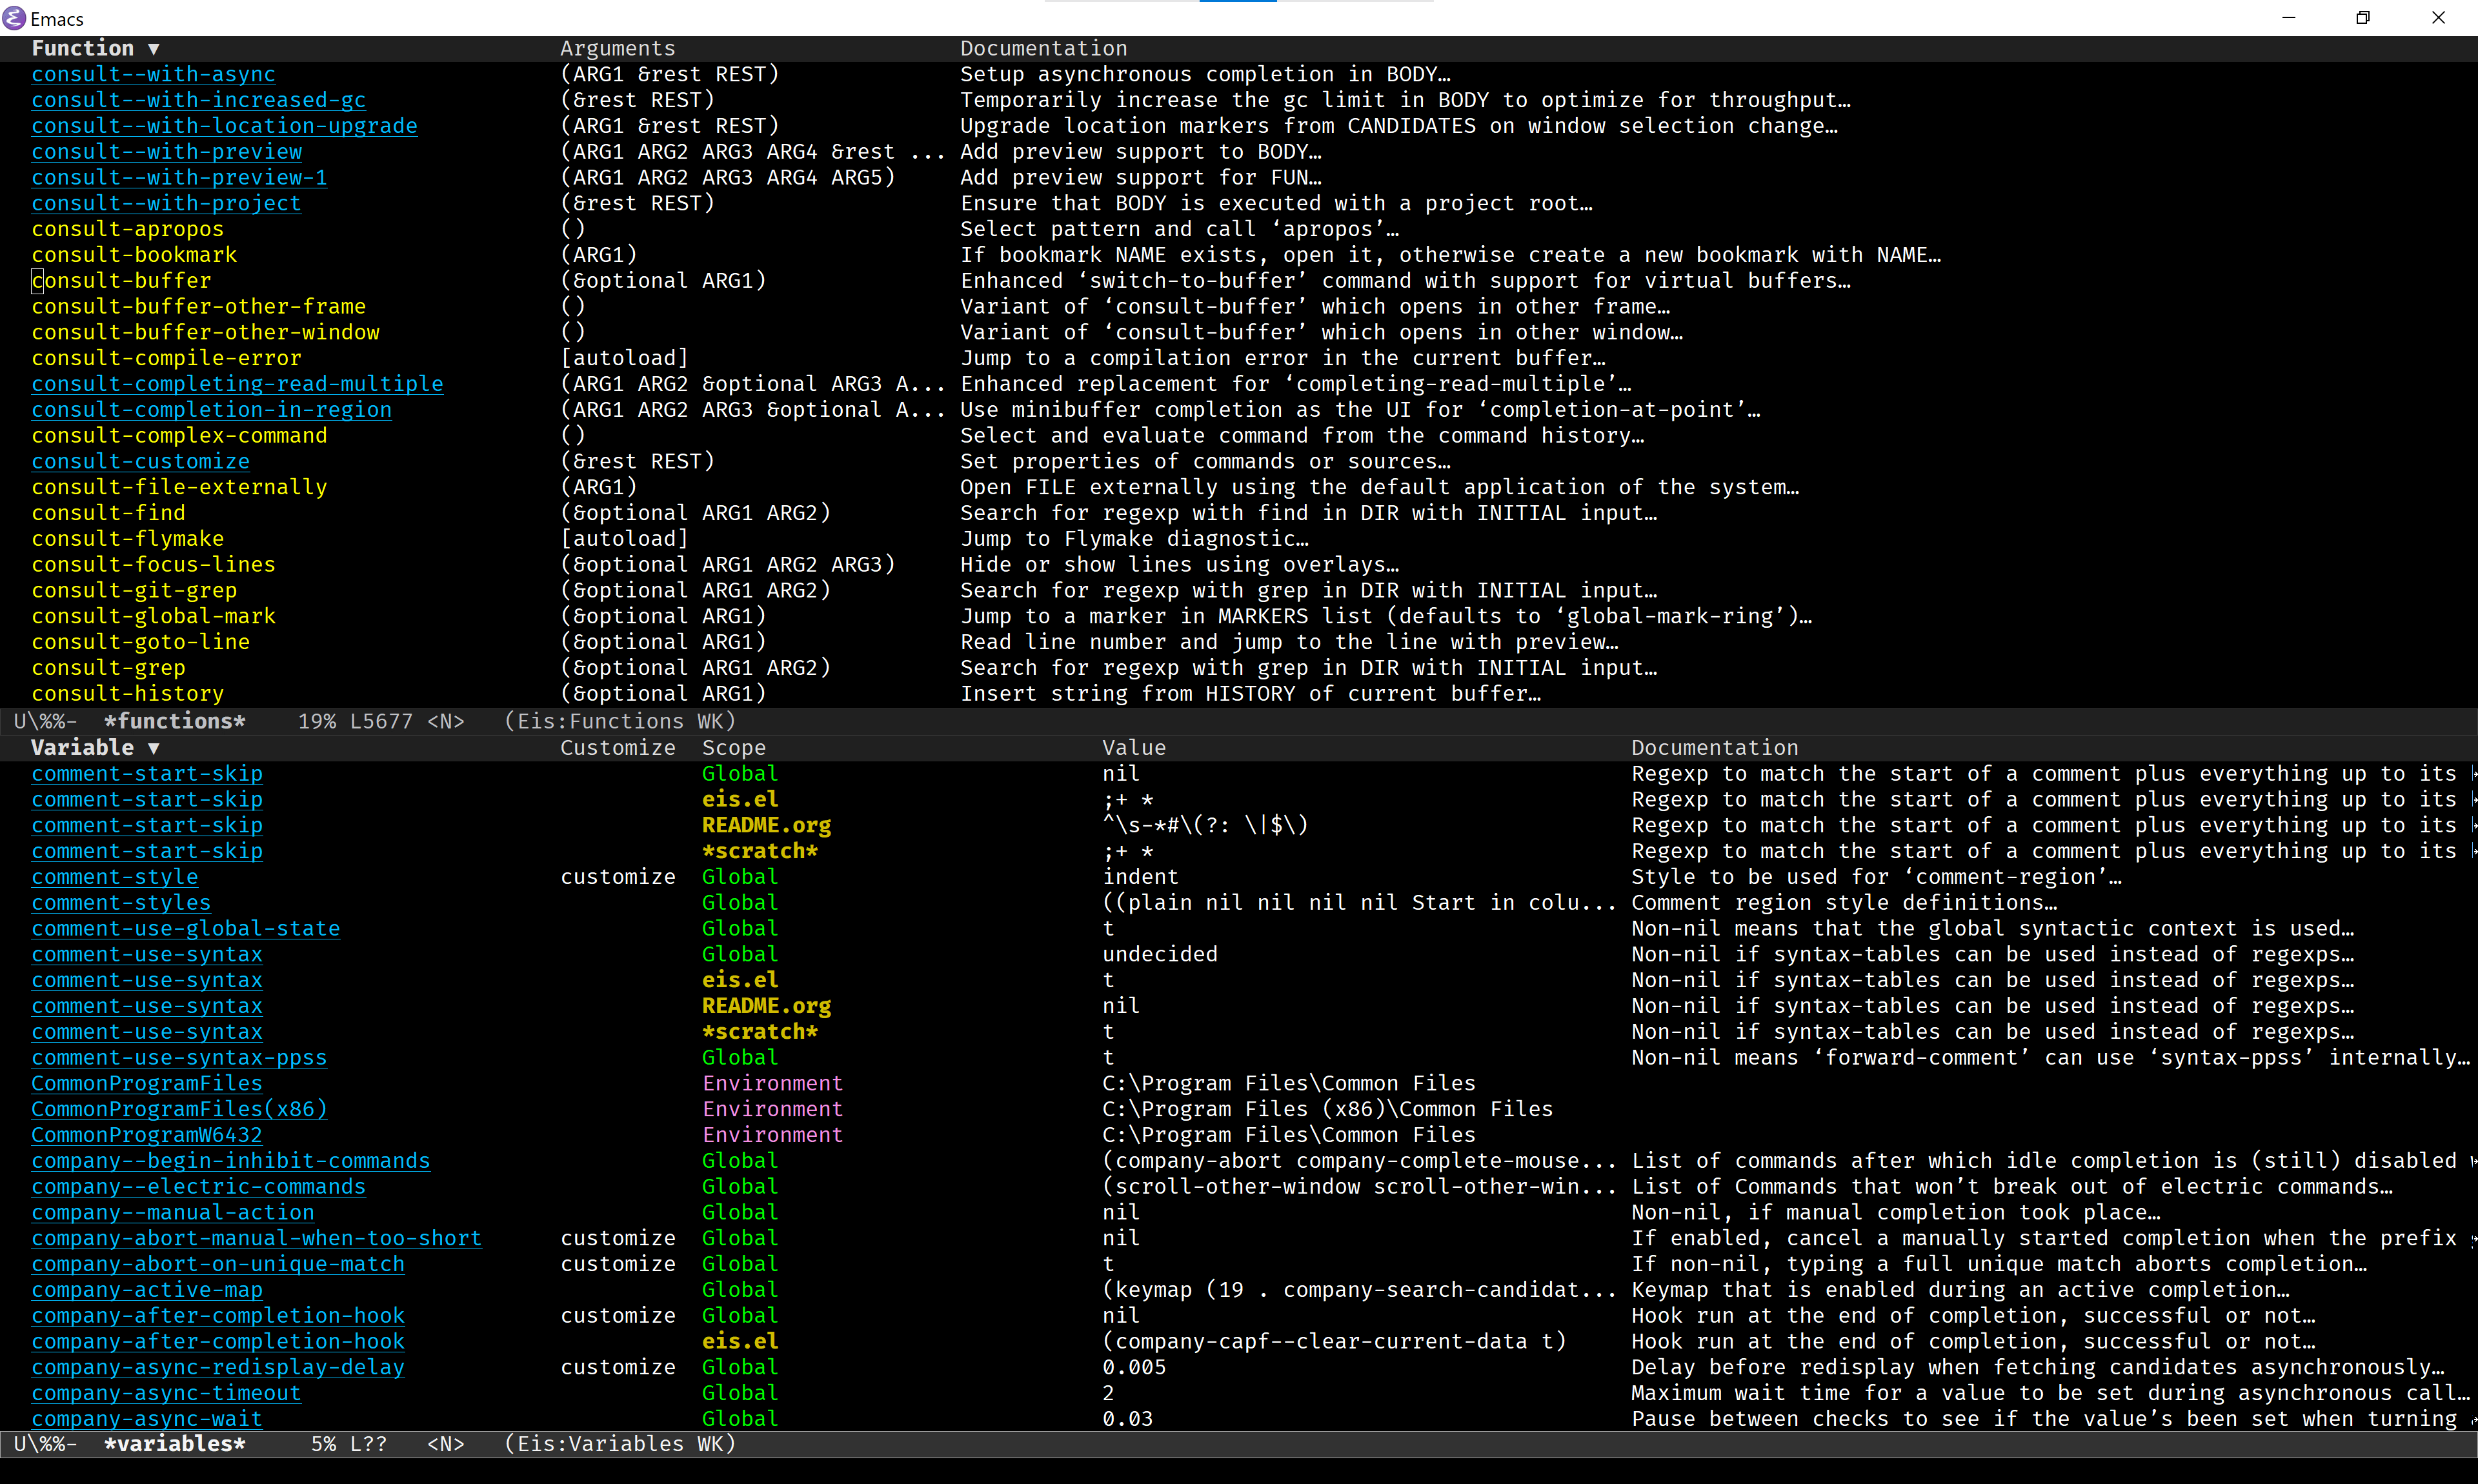 Emacs
Function ▼ Arguments Documentation
consult--with-async (ARG1 &rest REST) Setup asynchronous completion in BODY…
consult--with-increased-gc (&rest REST) Temporarily increase the gc limit in BODY to optimize for throughput…
consult--with-location-upgrade (ARG1 &rest REST) Upgrade location markers from CANDIDATES on window selection change…
consult--with-preview (ARG1 ARG2 ARG3 ARG4 &rest ... Add preview support to BODY…
consult--with-preview-1 (ARG1 ARG2 ARG3 ARG4 ARG5) Add preview support for FUN…
consult--with-project (&rest REST) Ensure that BODY is executed with a project root…
consult-apropos () Select pattern and call ‘apropos’…
consult-bookmark (ARG1) If bookmark NAME exists, open it, otherwise create a new bookmark with NAME…
consult-buffer (&optional ARG1) Enhanced ‘switch-to-buffer’ command with support for virtual buffers…
consult-buffer-other-frame () Variant of ‘consult-buffer’ which opens in other frame…
consult-buffer-other-window () Variant of ‘consult-buffer’ which opens in other window…
consult-compile-error [autoload] Jump to a compilation error in the current buffer…
consult-completing-read-multiple (ARG1 ARG2 &optional ARG3 A... Enhanced replacement for ‘completing-read-multiple’…
consult-completion-in-region (ARG1 ARG2 ARG3 &optional A... Use minibuffer completion as the UI for ‘completion-at-point’…
consult-complex-command () Select and evaluate command from the command history…
consult-customize (&rest REST) Set properties of commands or sources…
consult-file-externally (ARG1) Open FILE externally using the default application of the system…
consult-find (&optional ARG1 ARG2) Search for regexp with find in DIR with INITIAL input…
consult-flymake [autoload] Jump to Flymake diagnostic…
consult-focus-lines (&optional ARG1 ARG2 ARG3) Hide or show lines using overlays…
consult-git-grep (&optional ARG1 ARG2) Search for regexp with grep in DIR with INITIAL input…
consult-global-mark (&optional ARG1) Jump to a marker in MARKERS list (defaults to ‘global-mark-ring’)…
consult-goto-line (&optional ARG1) Read line number and jump to the line with preview…
consult-grep (&optional ARG1 ARG2) Search for regexp with grep in DIR with INITIAL input…
consult-history (&optional ARG1) Insert string from HISTORY of current buffer…
U\%%- *functions* 19% L5677 <N> (Eis:Functions WK)
Variable ▼ Customize Scope Value Documentation
comment-start-skip Global nil Regexp to match the start of a comment plus everything up to its
comment-start-skip eis.el ;+ * Regexp to match the start of a comment plus everything up to its
comment-start-skip README.org ^\s-*#\(?: \|$\) Regexp to match the start of a comment plus everything up to its
comment-start-skip *scratch* ;+ * Regexp to match the start of a comment plus everything up to its
comment-style customize Global indent Style to be used for ‘comment-region’…
comment-styles Global ((plain nil nil nil nil Start in colu... Comment region style definitions…
comment-use-global-state Global t Non-nil means that the global syntactic context is used…
comment-use-syntax Global undecided Non-nil if syntax-tables can be used instead of regexps…
comment-use-syntax eis.el t Non-nil if syntax-tables can be used instead of regexps…
comment-use-syntax README.org nil Non-nil if syntax-tables can be used instead of regexps…
comment-use-syntax *scratch* t Non-nil if syntax-tables can be used instead of regexps…
comment-use-syntax-ppss Global t Non-nil means ‘forward-comment’ can use ‘syntax-ppss’ internally…
CommonProgramFiles Environment C:\Program Files\Common Files
CommonProgramFiles(x86) Environment C:\Program Files (x86)\Common Files
CommonProgramW6432 Environment C:\Program Files\Common Files
company--begin-inhibit-commands Global (company-abort company-complete-mouse... List of commands after which idle completion is (still) disabled
company--electric-commands Global (scroll-other-window scroll-other-win... List of Commands that won’t break out of electric commands…
company--manual-action Global nil Non-nil, if manual completion took place…
company-abort-manual-when-too-short customize Global nil If enabled, cancel a manually started completion when the prefix
company-abort-on-unique-match customize Global t If non-nil, typing a full unique match aborts completion…
company-active-map Global (keymap (19 . company-search-candidat... Keymap that is enabled during an active completion…
company-after-completion-hook customize Global nil Hook run at the end of completion, successful or not…
company-after-completion-hook eis.el (company-capf--clear-current-data t) Hook run at the end of completion, successful or not…
company-async-redisplay-delay customize Global 0.005 Delay before redisplay when fetching candidates asynchronously…
company-async-timeout Global 2 Maximum wait time for a value to be set during asynchronous call…
company-async-wait Global 0.03 Pause between checks to see if the value’s been set when turning
U\%%- *variables* 5% L?? <N> (Eis:Variables WK)